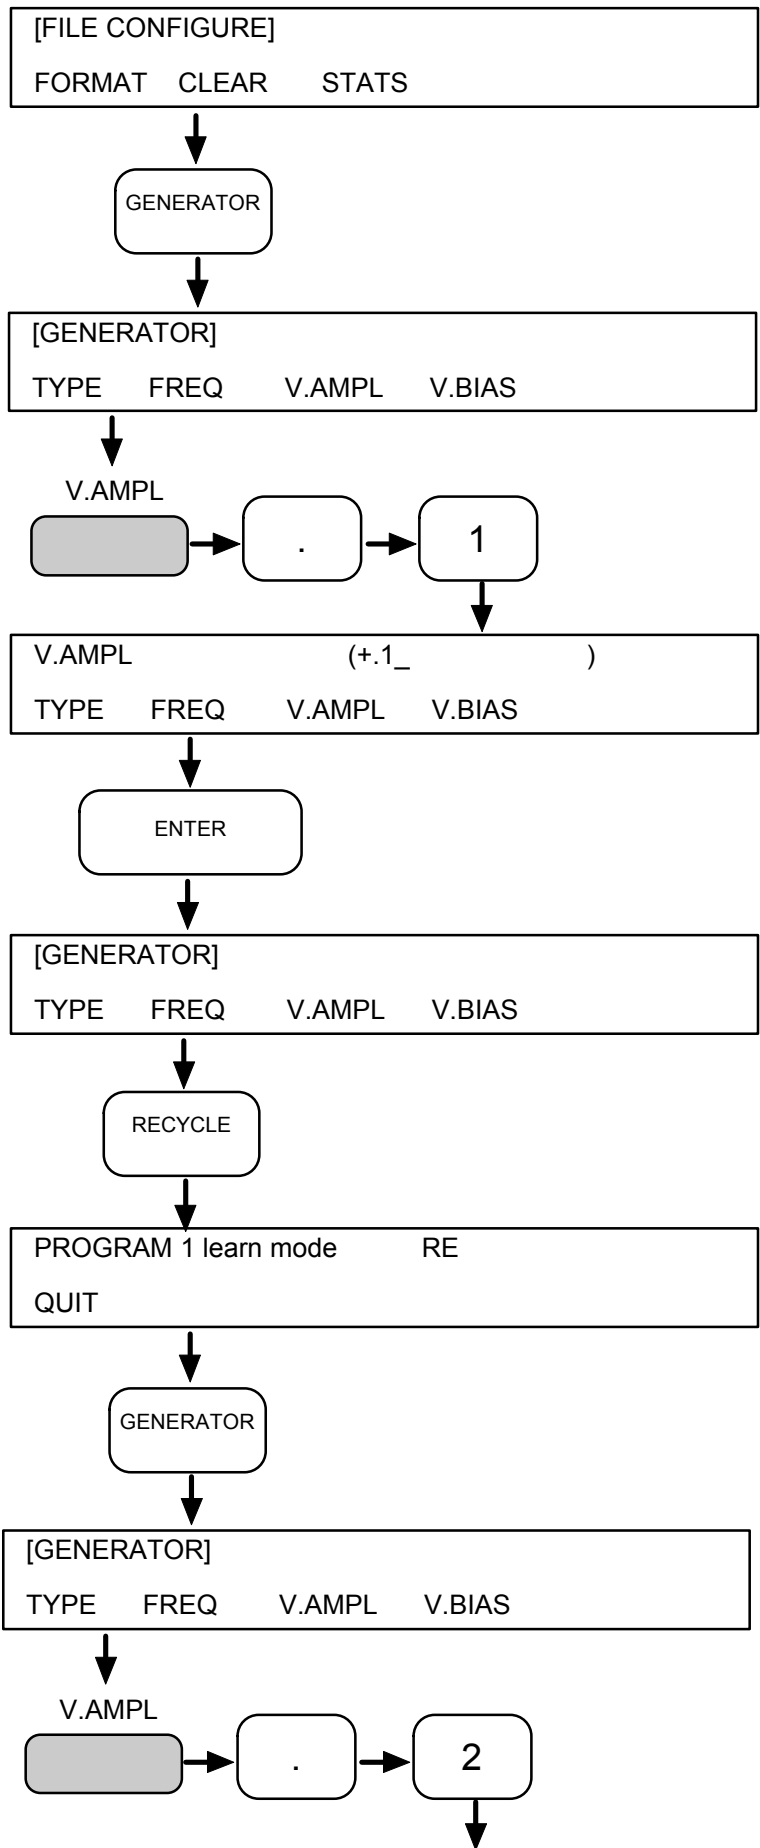 [FILE CONFIGURE]
FORMAT CLEAR STATS
GENERATOR
[GENERATOR]
TYPE FREQ V.AMPL V.BIAS
V.AMPL
. 1
V.AMPL (+.1_ )
TYPE FREQ V.AMPL V.BIAS
ENTER
[GENERATOR]
TYPE FREQ V.AMPL V.BIAS
RECYCLE
PROGRAM 1 learn mode RE
QUIT
GENERATOR
[GENERATOR]
TYPE FREQ V.AMPL V.BIAS
V.AMPL
. 2